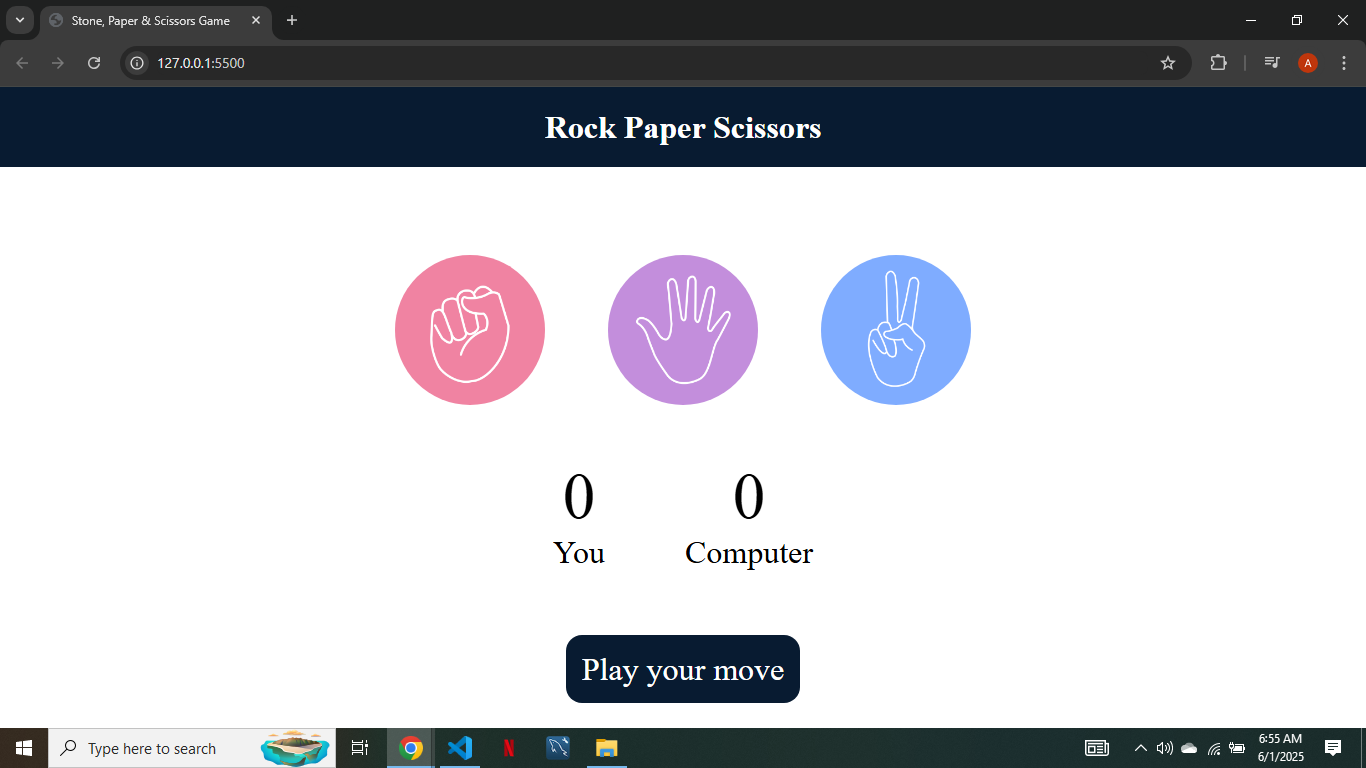 Stone, Paper & Scissors Game
127.0.0.1:5500
A
Rock Paper Scissors
0 0
You Computer
Play your move
Type here to search
N
6:55 AM
6/1/2025